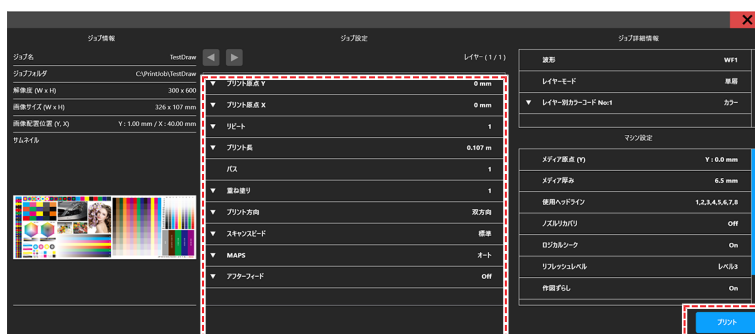 ジョブ情報
ジョブ名 TestDraw
ジョブフォルダ C:\PrintJob\TestDraw
解像度 (W x H) 300 x 600
画像サイズ (W x H) 326 x 107 mm
画像配置位置 (Y, X) Y : 1.00 mm / X : 40.00 mm
サムネイル
ジョブ設定
◀ ▶ レイヤー ( 1 / 1 )
▼ プリント原点 Y 0 mm
▼ プリント原点 X 0 mm
▼ リピート 1
▼ プリント長 0.107 m
パス 1
▼ 重ね塗り 1
▼ プリント方向 双方向
▼ スキャンスピード 標準
▼ MAPS オート
▼ アフターフィード Off
ジョブ詳細情報
波形 WF1
レイヤーモード 単層
▼ レイヤー別カラーコード No:1 カラー
マシン設定
メディア原点 (Y) Y : 0.0 mm
メディア厚み 6.5 mm
使用ヘッドライン 1,2,3,4,5,6,7,8
ノズルリカバリ Off
ロジカルシーク On
リフレッシュレベル レベル3
作図ずらし On
プリント